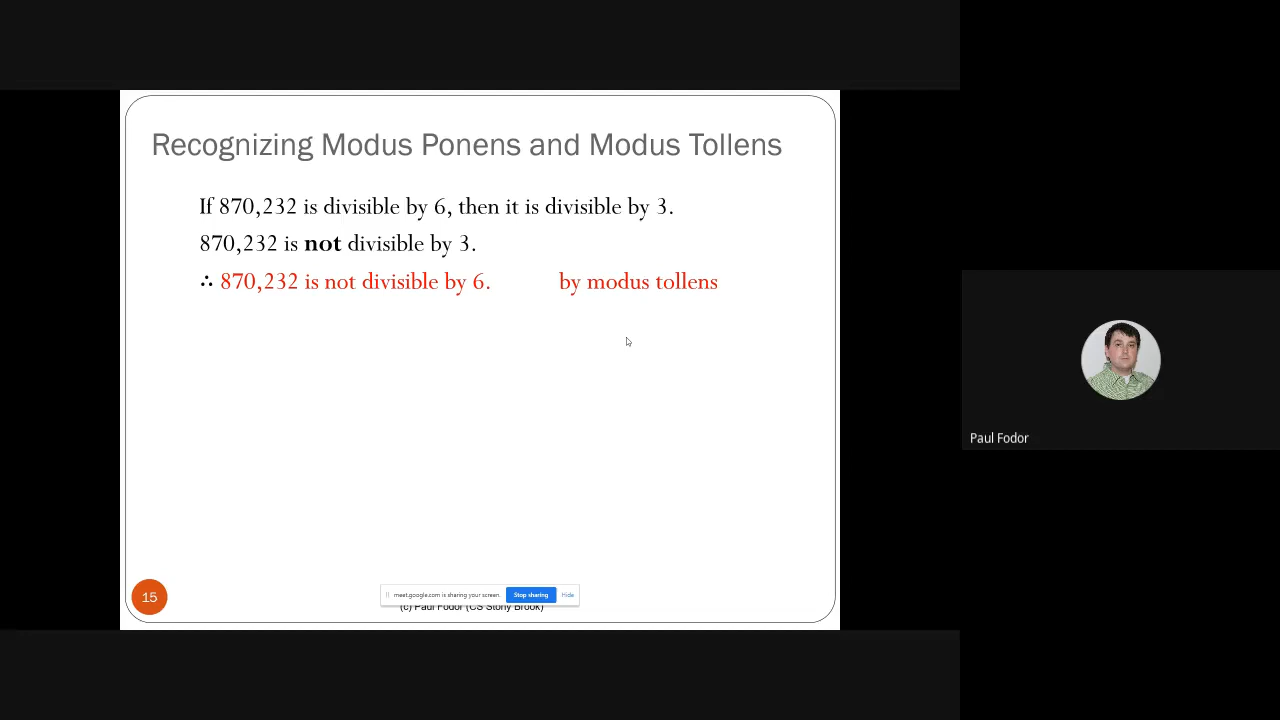 Recognizing Modus Ponens and Modus Tollens
If 870,232 is divisible by 6, then it is divisible by 3.
870,232 is not divisible by 3.
∴ 870,232 is not divisible by 6. by modus tollens
Paul Fodor
15
meet.google.com is sharing your screen. Stop sharing Hide
(c) Paul Fodor (CS Stony Brook)